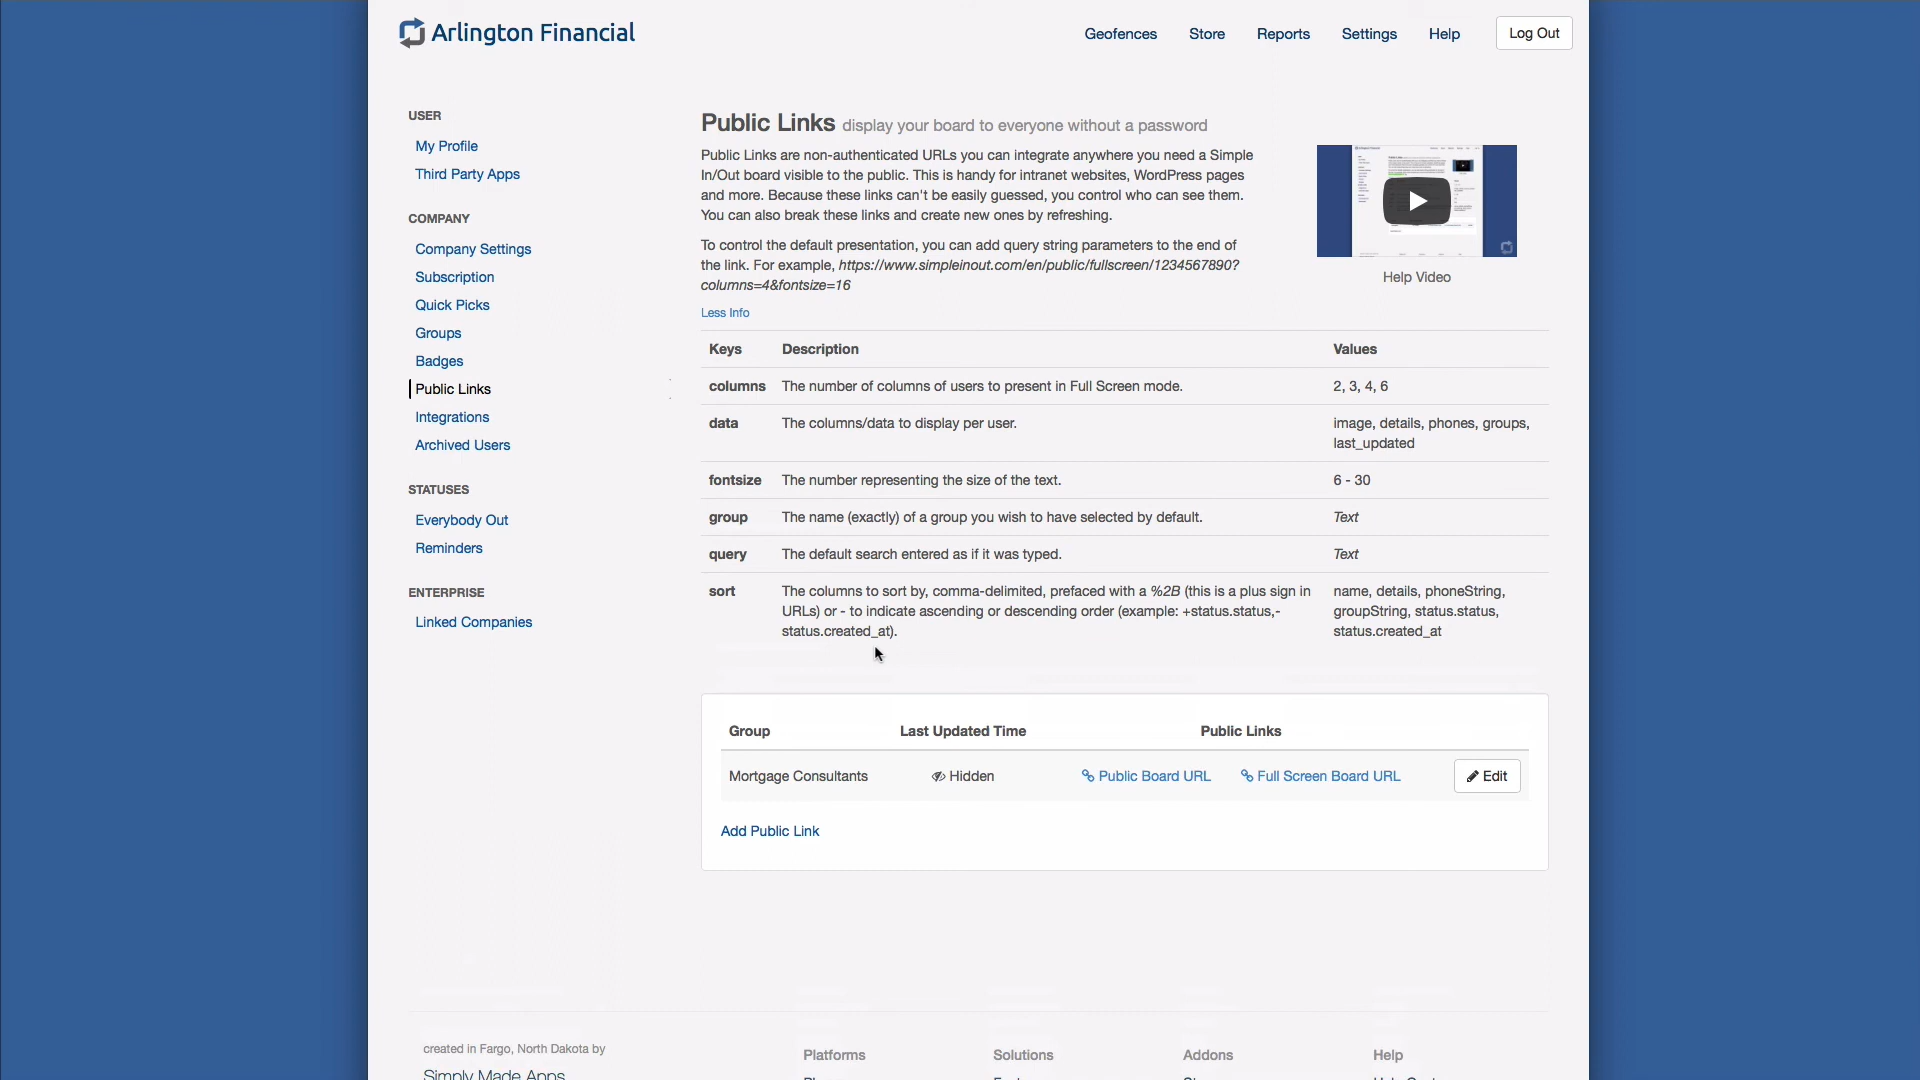 Arlington Financial
Geofences Store Reports Settings Help Log Out
USER
My Profile
Third Party Apps
COMPANY
Company Settings
Subscription
Quick Picks
Groups
Badges
Public Links
Integrations
Archived Users
STATUSES
Everybody Out
Reminders
ENTERPRISE
Linked Companies
Public Links display your board to everyone without a password
Public Links are non-authenticated URLs you can integrate anywhere you need a Simple
In/Out board visible to the public. This is handy for intranet websites, WordPress pages
and more. Because these links can't be easily guessed, you control who can see them.
You can also break these links and create new ones by refreshing.
To control the default presentation, you can add query string parameters to the end of
the link. For example, https://www.simpleinout.com/en/public/fullscreen/1234567890?
columns=4&fontsize=16
Less Info
Help Video
Keys Description Values
columns The number of columns of users to present in Full Screen mode. 2, 3, 4, 6
data The columns/data to display per user. image, details, phones, groups,
last_updated
fontsize The number representing the size of the text. 6 - 30
group The name (exactly) of a group you wish to have selected by default. Text
query The default search entered as if it was typed. Text
sort The columns to sort by, comma-delimited, prefaced with a %2B (this is a plus sign in name, details, phoneString,
URLs) or - to indicate ascending or descending order (example: +status.status,- groupString, status.status,
status.created_at). status.created_at
Group Last Updated Time Public Links
Mortgage Consultants Hidden Public Board URL Full Screen Board URL Edit
Add Public Link
created in Fargo, North Dakota by
Simply Made Apps
Platforms Solutions Addons Help